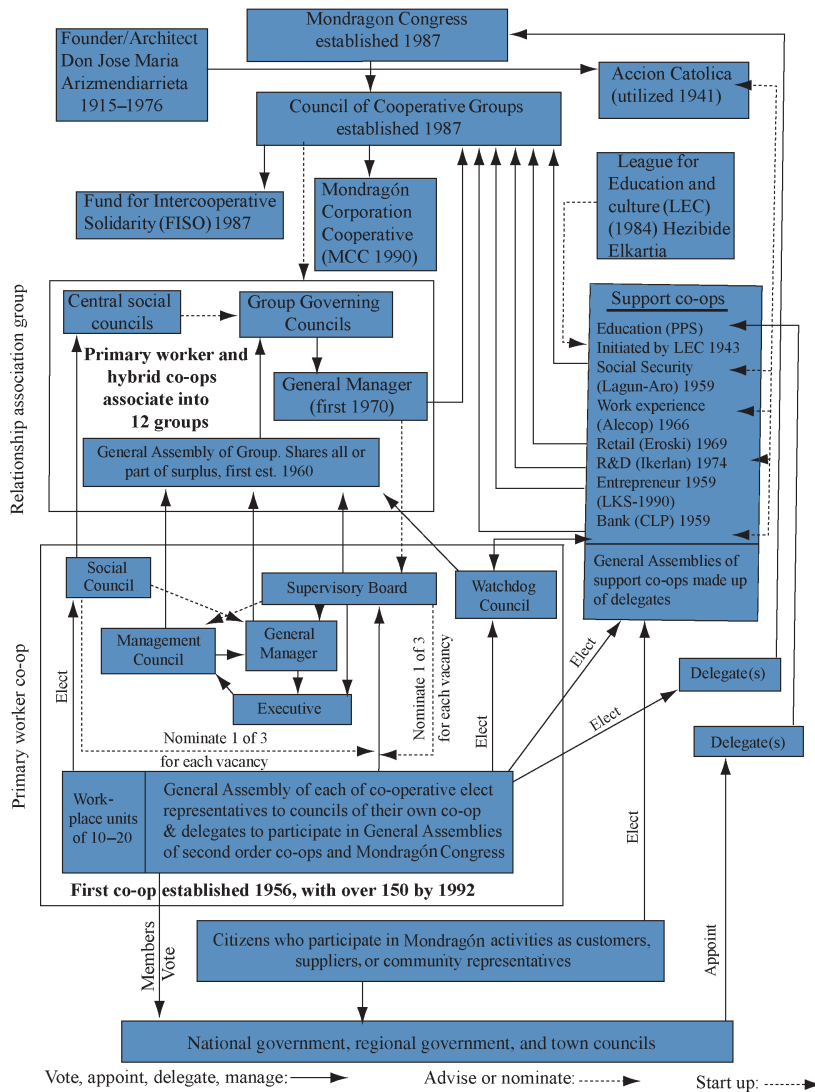 Mondragon Congress
established 1987
Founder/Architect
Don Jose Maria
Arizmendiarrieta
1915–1976
Accion Catolica
(utilized 1941)
Council of Cooperative Groups
established 1987
Fund for Intercooperative
Solidarity (FISO) 1987
Mondragón
Corporation
Cooperative
(MCC 1990)
League for
Education and
culture (LEC)
(1984) Hezibide
Elkartia
Relationship association group
Central social
councils
Group Governing
Councils
Primary worker and
hybrid co-ops
associate into
12 groups
General Manager
(first 1970)
General Assembly of Group. Shares all or
part of surplus, first est. 1960
Support co-ops
Education (PPS)
Initiated by LEC 1943
Social Security
(Lagun-Aro) 1959
Work experience
(Alecop) 1966
Retail (Eroski) 1969
R&D (Ikerlan) 1974
Entrepreneur 1959
(LKS-1990)
Bank (CLP) 1959
General Assemblies of
support co-ops made up
of delegates
Primary worker co-op
Social
Council
Supervisory Board
Watchdog
Council
Management
Council
General
Manager
Executive
Elect
Nominate 1 of 3
for each vacancy
Nominate 1 of 3
for each vacancy
Elect
Elect
Elect
Delegate(s)
Delegate(s)
Work-
place units
of 10–20
General Assembly of each of co-operative elect
representatives to councils of their own co-op
& delegates to participate in General Assemblies
of second order co-ops and Mondragón Congress
First co-op established 1956, with over 150 by 1992
Elect
Appoint
Members
Vote
Citizens who participate in Mondragón activities as customers,
suppliers, or community representatives
National government, regional government, and town councils
Vote, appoint, delegate, manage:
Advise or nominate:
Start up: